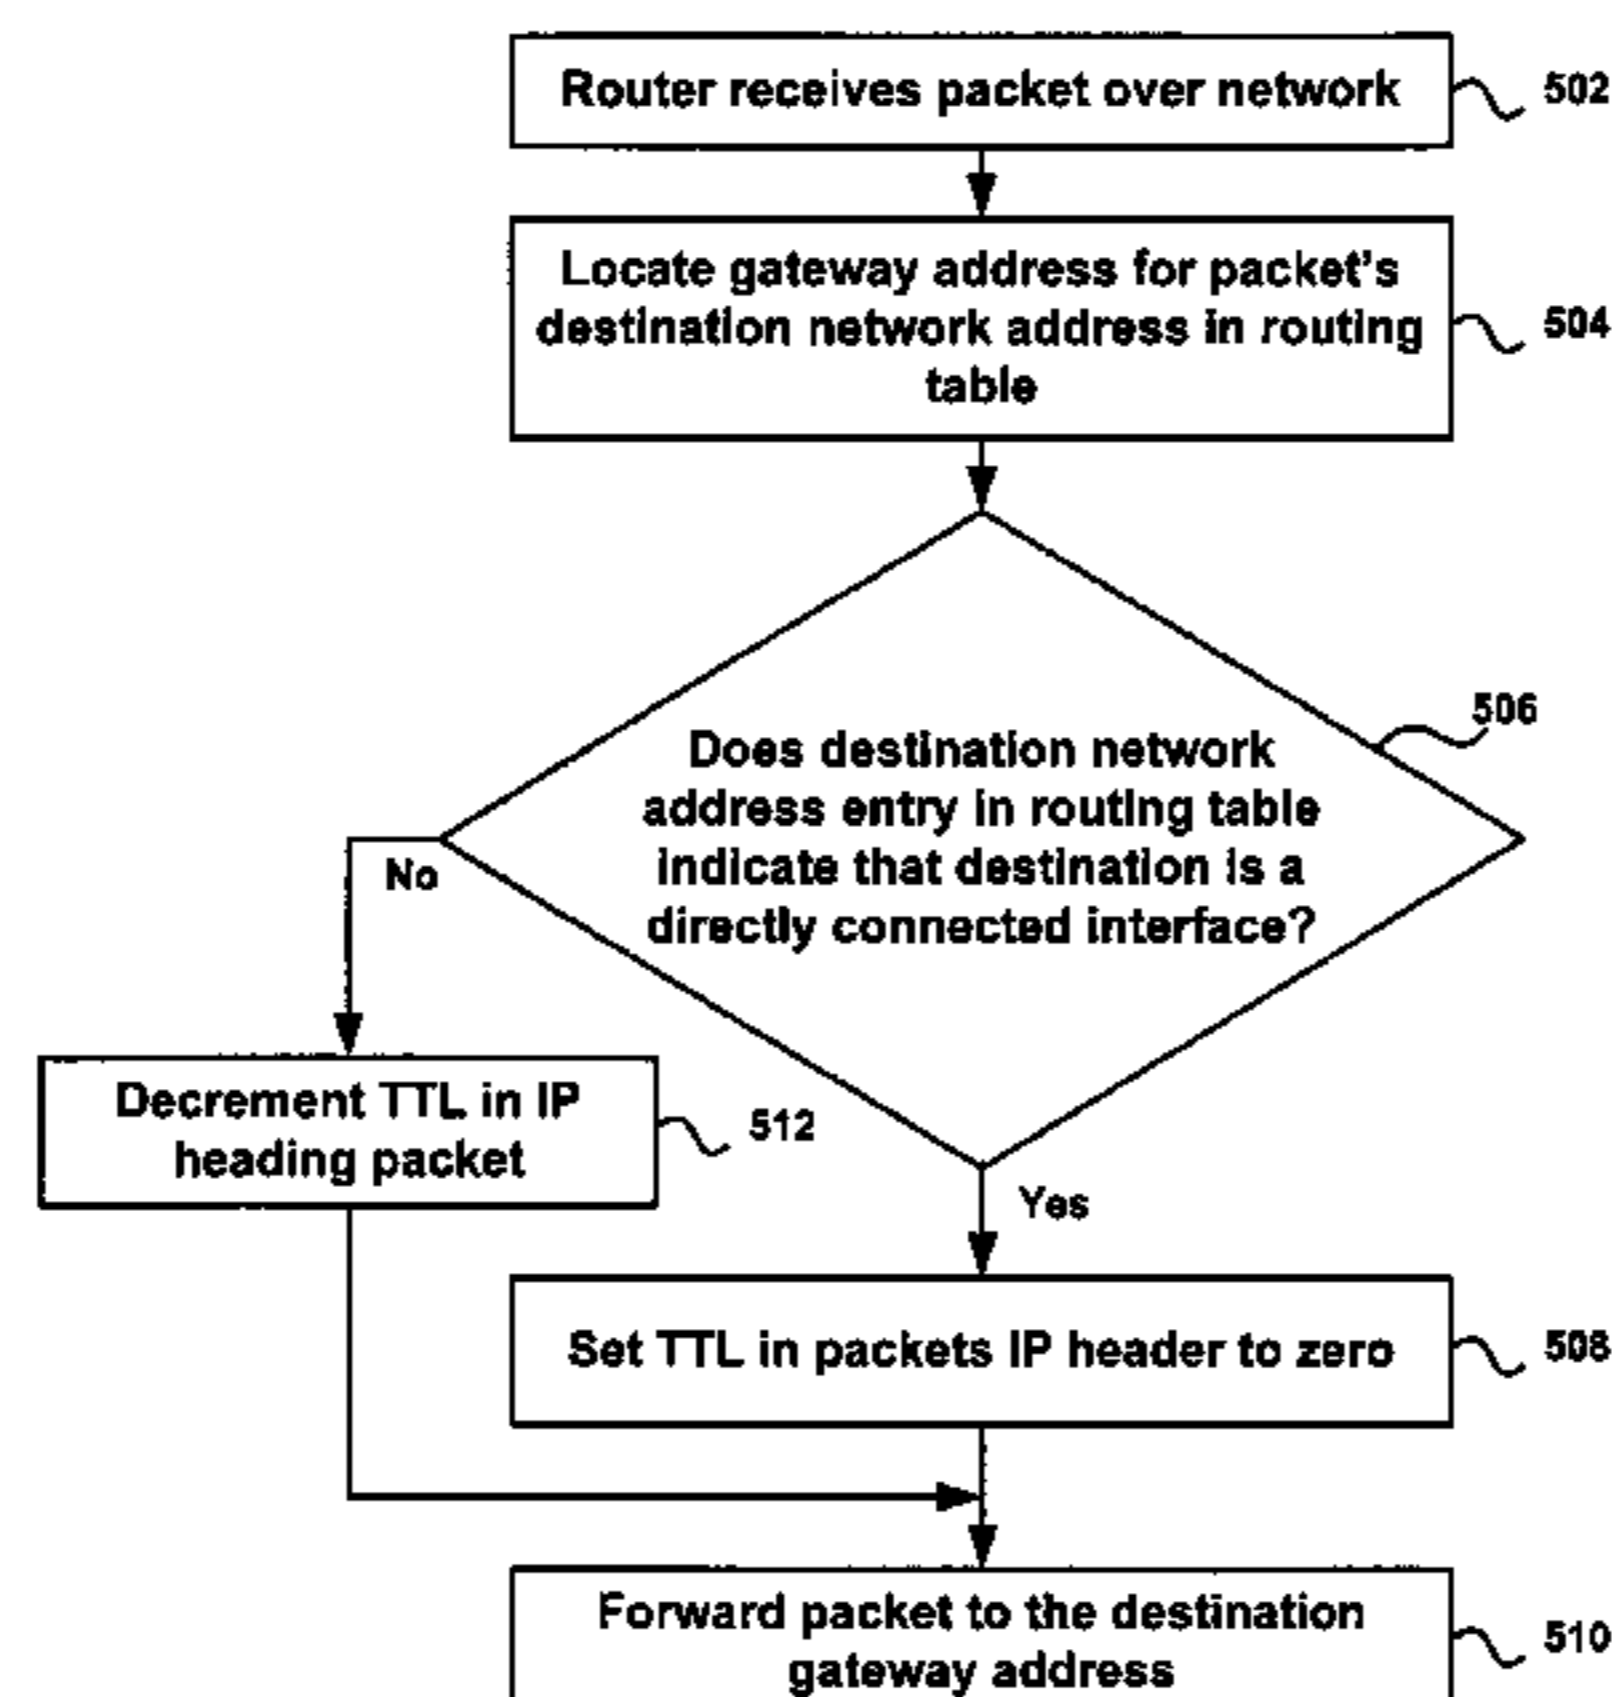 Router receives packet over network
502
Locate gateway address for packet's
destination network address in routing
table
504
506
Does destination network
address entry in routing table
indicate that destination is a
directly connected interface?
No
Decrement TTL in IP
heading packet
512
Yes
Set TTL in packets IP header to zero
508
Forward packet to the destination
gateway address
510